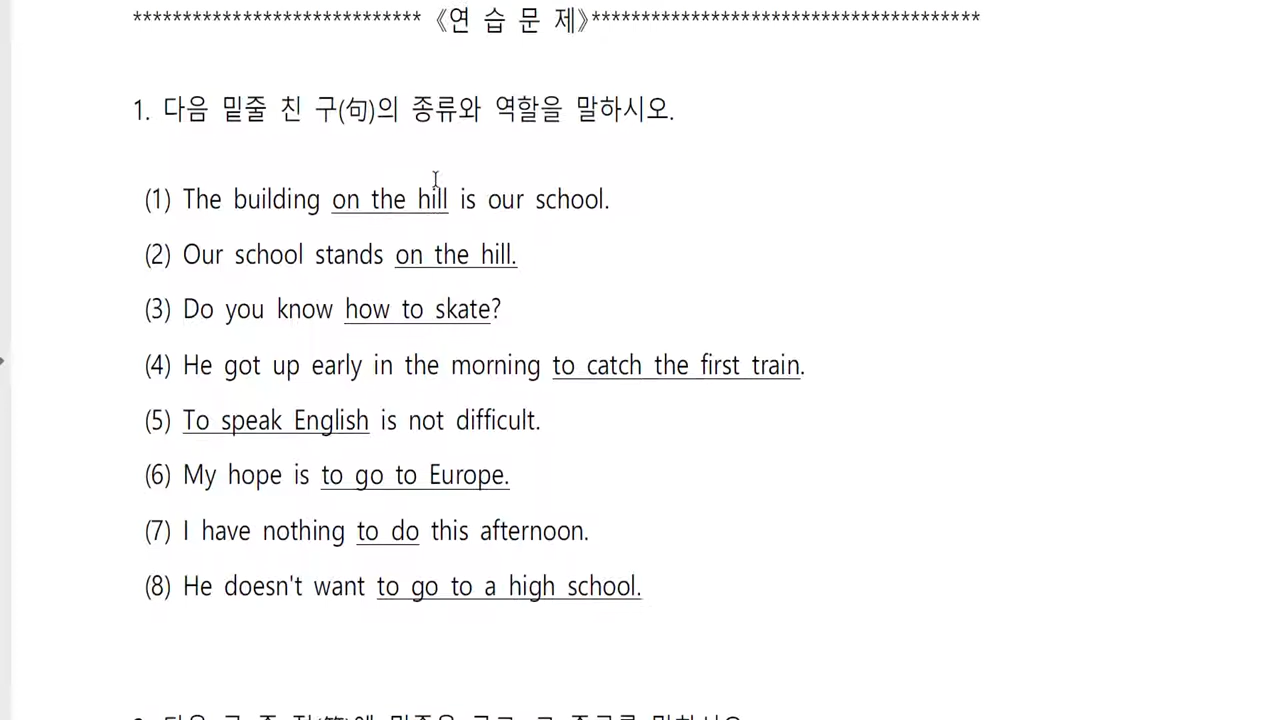 ***************************** 《연 습 문 제》***************************************
1. 다음 밑줄 친 구(句)의 종류와 역할을 말하시오.
(1) The building on the hill is our school.
(2) Our school stands on the hill.
(3) Do you know how to skate?
(4) He got up early in the morning to catch the first train.
(5) To speak English is not difficult.
(6) My hope is to go to Europe.
(7) I have nothing to do this afternoon.
(8) He doesn't want to go to a high school.